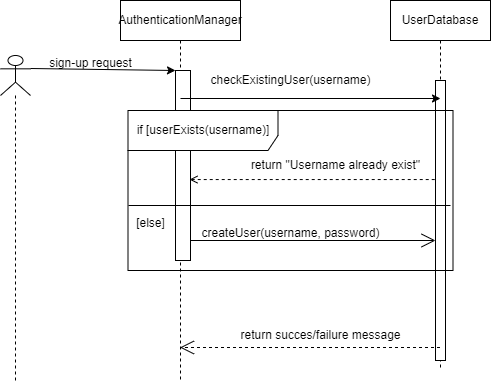 AuthenticationManager
UserDatabase
sign-up request
checkExistingUser(username)
if [userExists(username)]
return "Username already exist"
[else]
createUser(username, password)
return succes/failure message